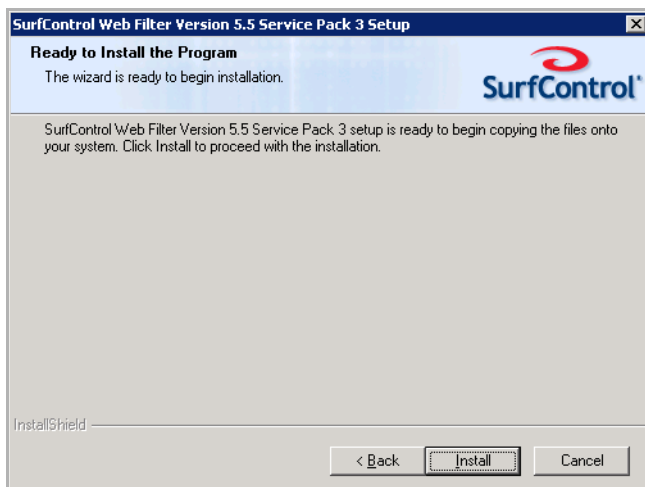 SurfControl Web Filter Version 5.5 Service Pack 3 Setup
Ready to Install the Program
The wizard is ready to begin installation.
SurfControl
SurfControl Web Filter Version 5.5 Service Pack 3 setup is ready to begin copying the files onto
your system. Click Install to proceed with the installation.
InstallShield
< Back
Install
Cancel